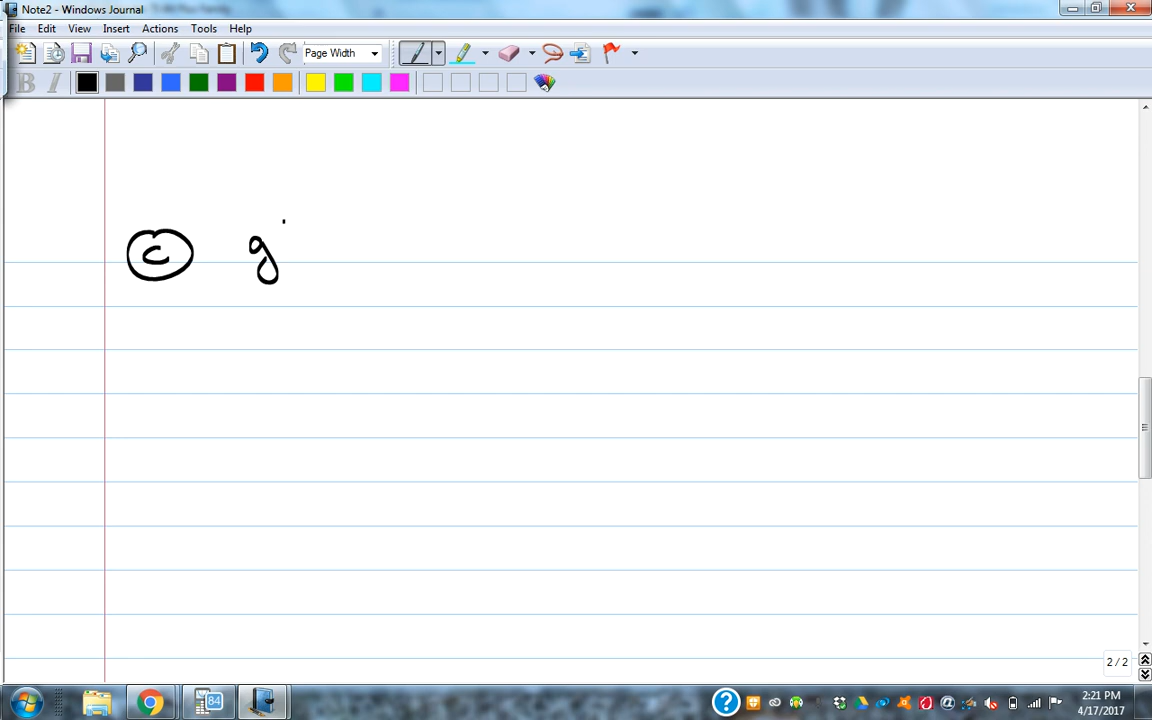 Note2 - Windows Journal
File Edit View Insert Actions Tools Help
Page Width
B I
c g
2 / 2
84
2:21 PM
4/17/2017